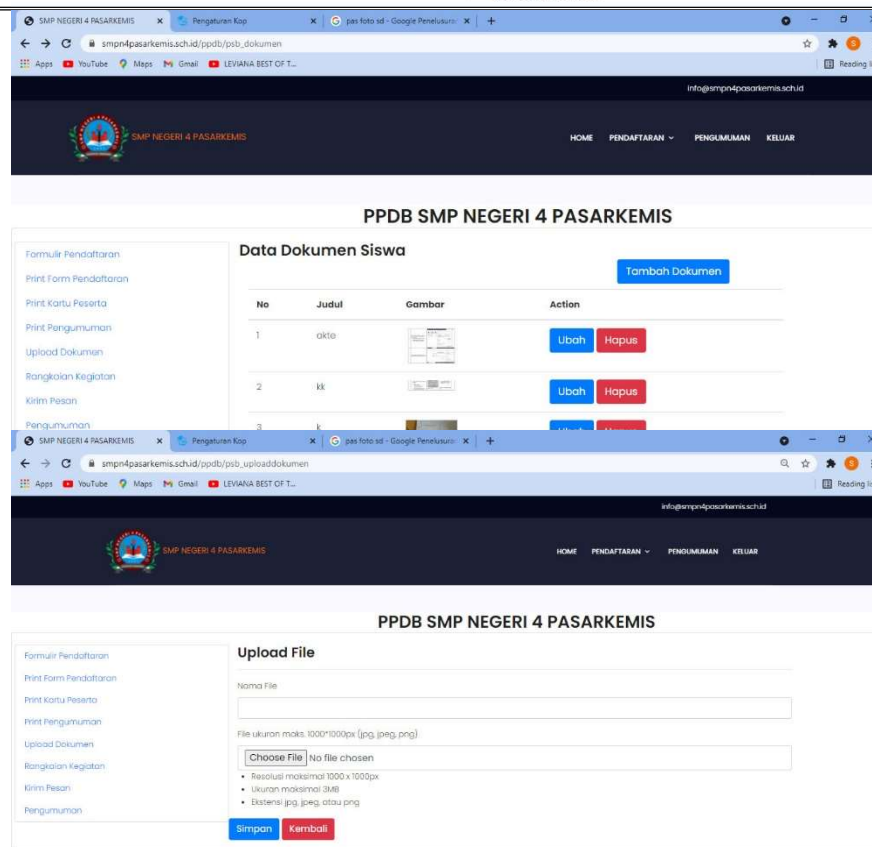 SMP NEGERI 4 PASARKEMIS Pengaturan Kop pas foto sd - Google Penelusuran
smpn4pasarkemis.sch.id/ppdb/psb_dokumen
Apps YouTube Maps Gmail LEVIANA BEST OF T... Reading li
info@smpn4pasarkemis.sch.id
SMP NEGERI 4 PASARKEMIS HOME PENDAFTARAN PENGUMUMAN KELUAR
PPDB SMP NEGERI 4 PASARKEMIS
Formulir Pendaftaran
Print Form Pendaftaran
Print Kartu Peserta
Print Pengumuman
Upload Dokumen
Rangkaian Kegiatan
Kirim Pesan
Pengumuman
Data Dokumen Siswa
Tambah Dokumen
No Judul Gambar Action
1 akte Ubah Hapus
2 kk Ubah Hapus
3 k
SMP NEGERI 4 PASARKEMIS Pengaturan Kop pas foto sd - Google Penelusuran
smpn4pasarkemis.sch.id/ppdb/psb_uploaddokumen
Apps YouTube Maps Gmail LEVIANA BEST OF T... Reading li
info@smpn4pasarkemis.sch.id
SMP NEGERI 4 PASARKEMIS HOME PENDAFTARAN PENGUMUMAN KELUAR
PPDB SMP NEGERI 4 PASARKEMIS
Formulir Pendaftaran
Print Form Pendaftaran
Print Kartu Peserta
Print Pengumuman
Upload Dokumen
Rangkaian Kegiatan
Kirim Pesan
Pengumuman
Upload File
Nama File
File ukuran maks. 1000*1000px (jpg, jpeg, png)
Choose File No file chosen
Resolusi maksimal 1000 x 1000px
Ukuran maksimal 3MB
Ekstensi jpg, jpeg, atau png
Simpan Kembali